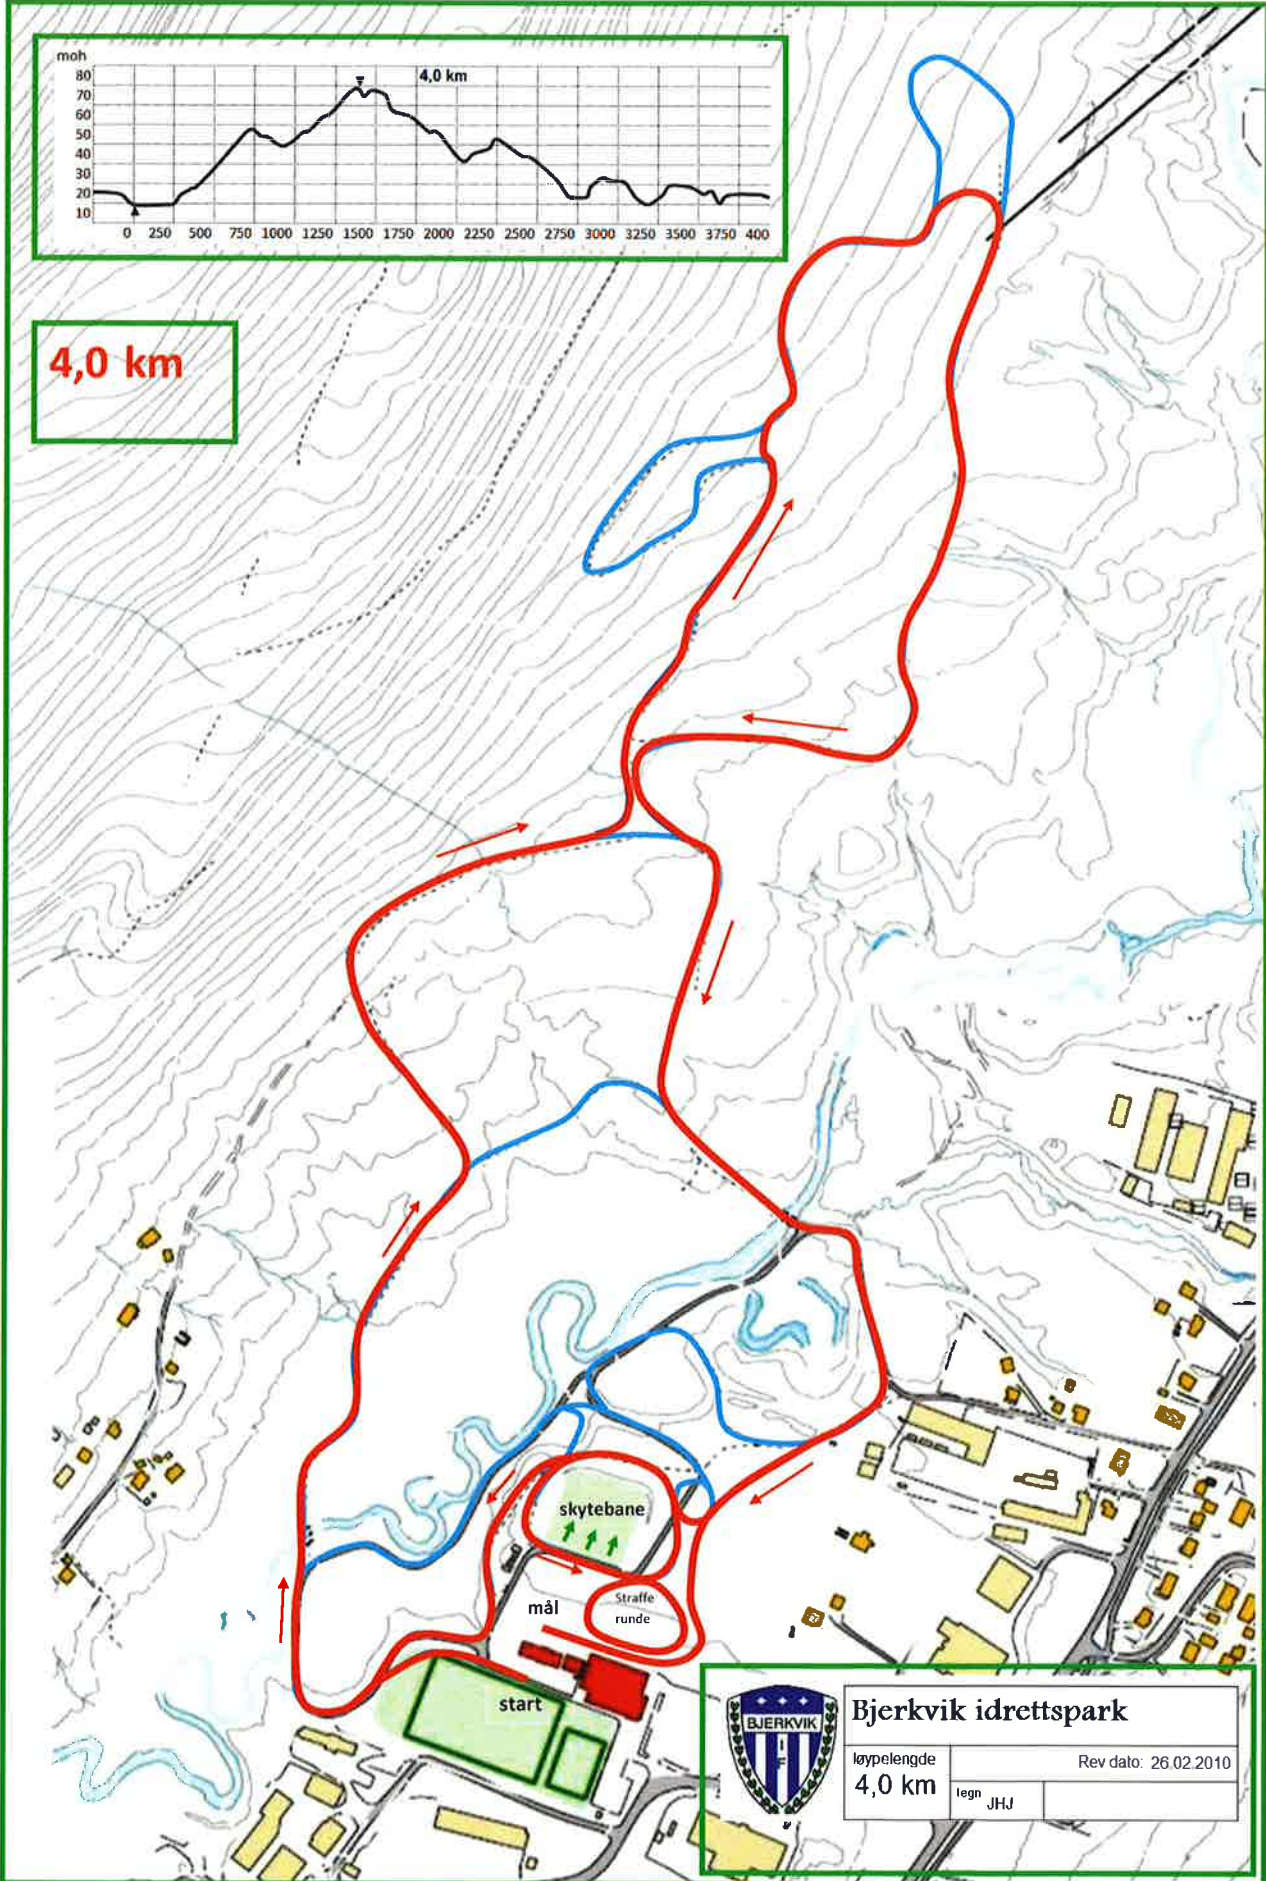 moh
4,0 km
80
70
60
50
40
30
20
10
0 250 500 750 1000 1250 1500 1750 2000 2250 2500 2750 3000 3250 3500 3750 400
4,0 km
skytebane
Straffe
runde
mål
start
BJERKVIK
I
F
Bjerkvik idrettspark
løypelengde
4,0 km
Rev dato: 26.02.2010
legn
JHJ